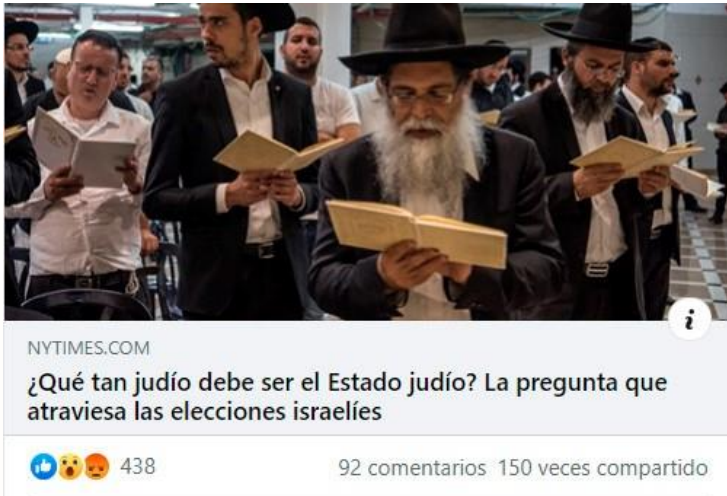 NYTIMES.COM
¿Qué tan judío debe ser el Estado judío? La pregunta que
atraviesa las elecciones israelíes
438
92 comentarios 150 veces compartido